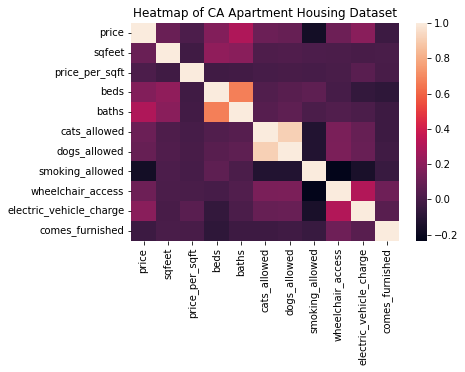 Heatmap of CA Apartment Housing Dataset
price
sqfeet
price_per_sqft
beds
baths
cats_allowed
dogs_allowed
smoking_allowed
wheelchair_access
electric_vehicle_charge
comes_furnished
price
sqfeet
price_per_sqft
beds
baths
cats_allowed
dogs_allowed
smoking_allowed
wheelchair_access
electric_vehicle_charge
comes_furnished
1.0
0.8
0.6
0.4
0.2
0.0
−0.2